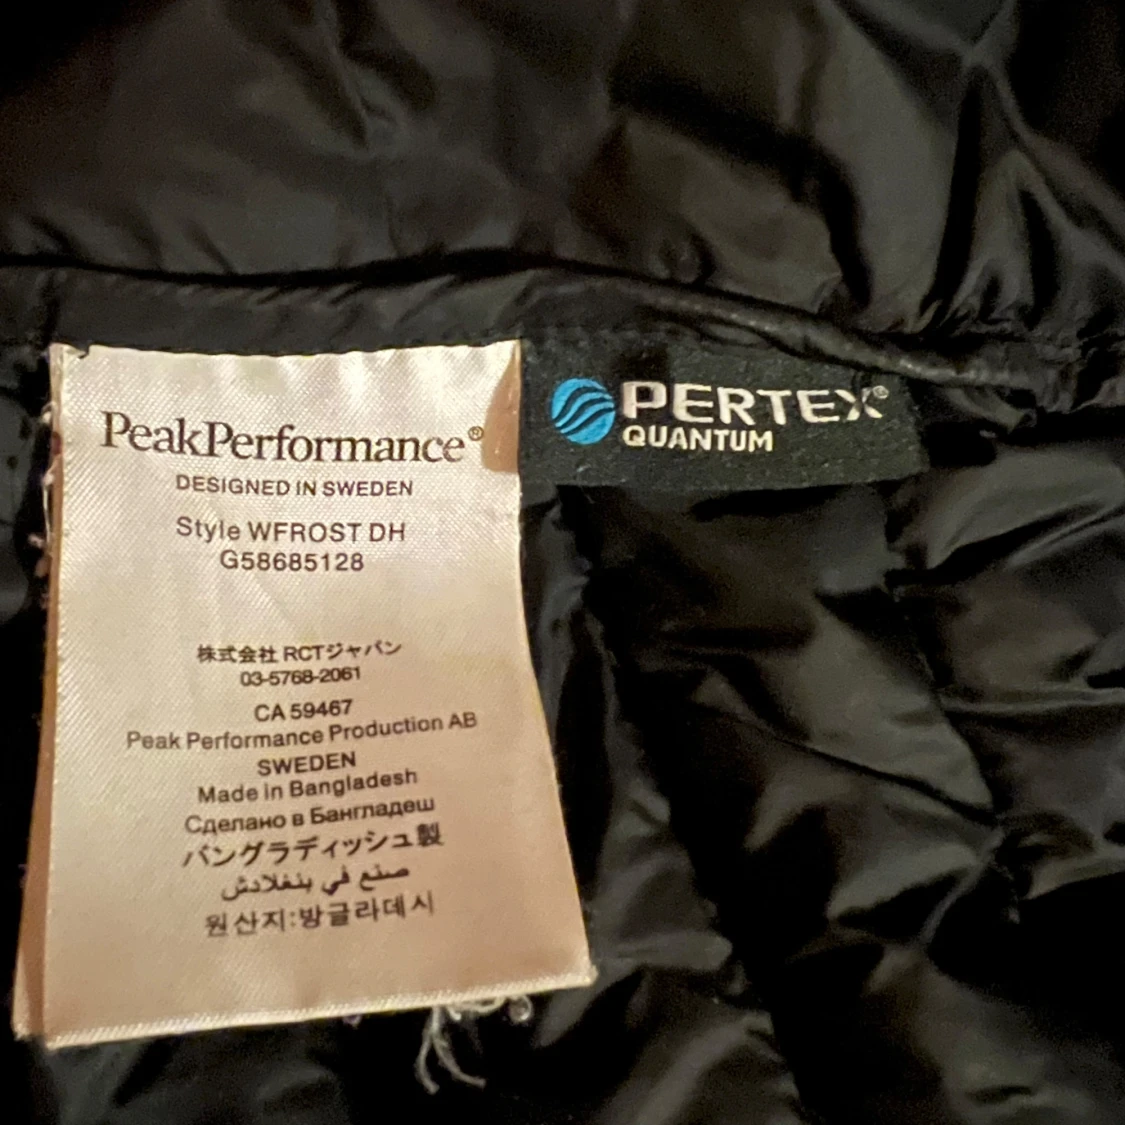 PeakPerformance®
DESIGNED IN SWEDEN
Style WFROST DH
G58685128
株式会社 RCTジャパン
03-5768-2061
CA 59467
Peak Performance Production AB
SWEDEN
Made in Bangladesh
Сделано в Бангладеш
バングラディッシュ製
صنع في بنغلادش
원산지:방글라데시
PERTEX®
QUANTUM